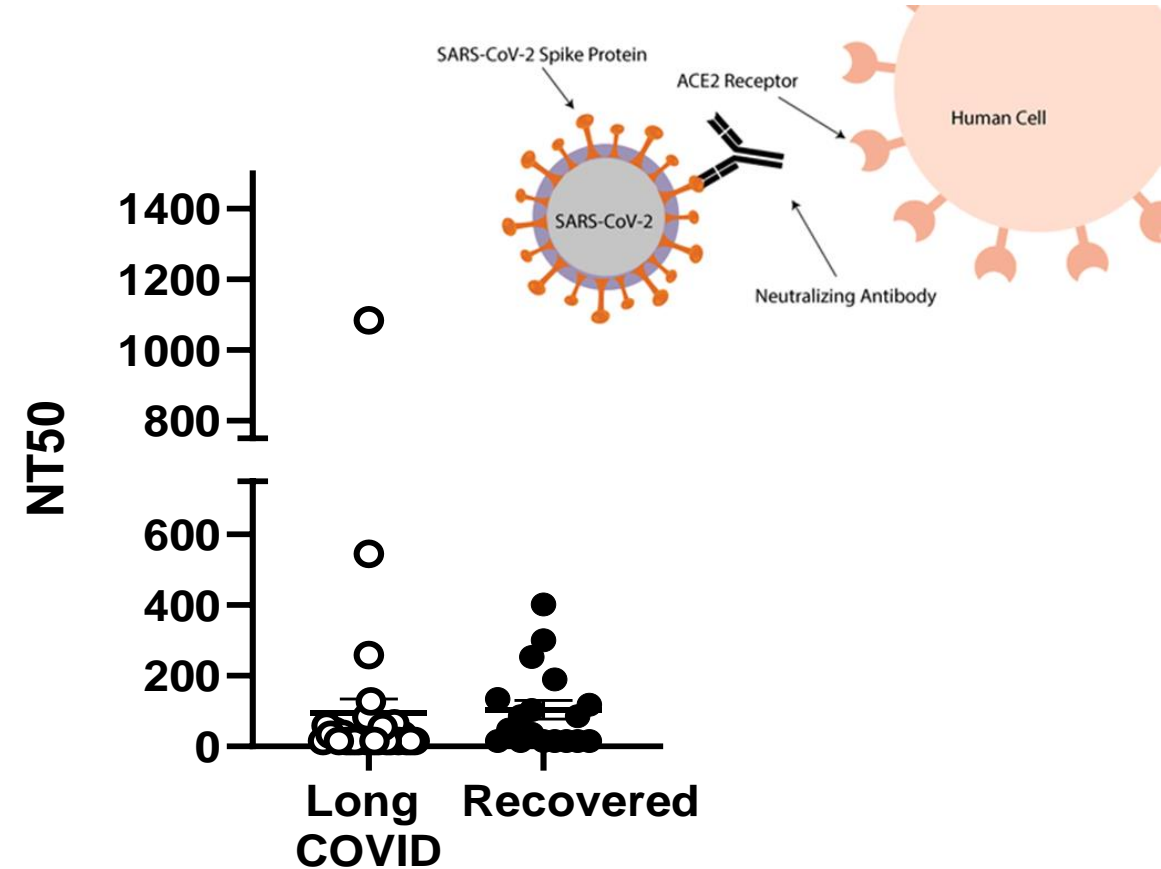 SARS-CoV-2 Spike Protein
ACE2 Receptor
Human Cell
SARS-CoV-2
Neutralizing Antibody
NT50
1400
1200
1000
800
600
400
200
0
Long
COVID
Recovered